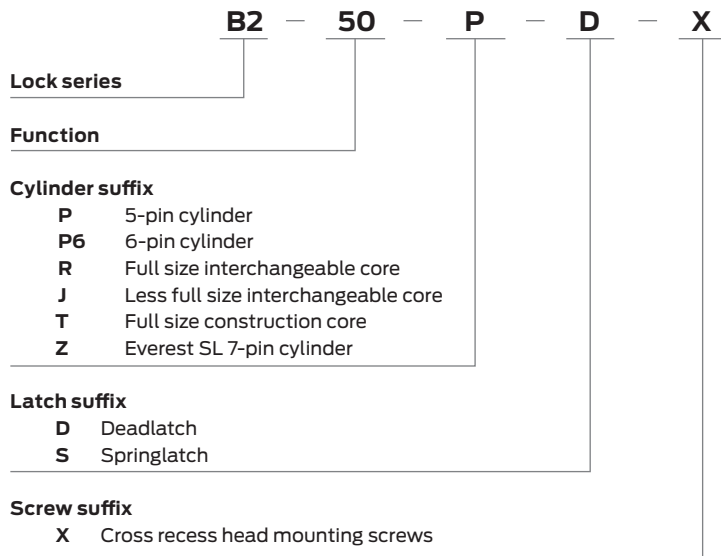 B2 — 50 — P — D — X
Lock series
Function
Cylinder suffix
P 5-pin cylinder
P6 6-pin cylinder
R Full size interchangeable core
J Less full size interchangeable core
T Full size construction core
Z Everest SL 7-pin cylinder
Latch suffix
D Deadlatch
S Springlatch
Screw suffix
X Cross recess head mounting screws